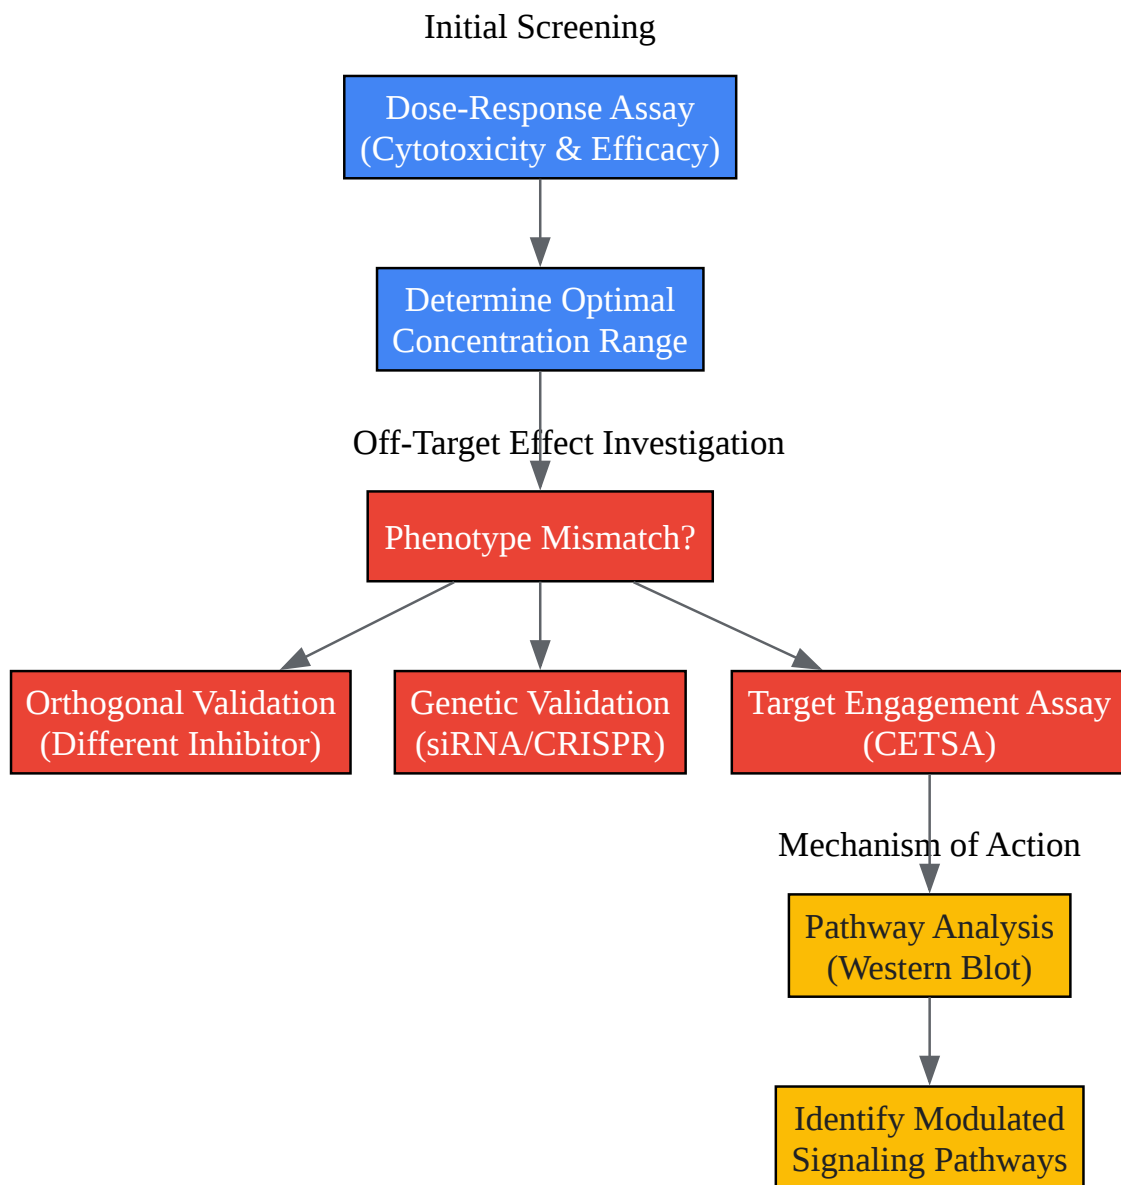 Initial Screening
Dose-Response Assay
(Cytotoxicity & Efficacy)
Determine Optimal
Concentration Range
Off-Target Effect Investigation
Phenotype Mismatch?
Orthogonal Validation
(Different Inhibitor)
Genetic Validation
(siRNA/CRISPR)
Target Engagement Assay
(CETSA)
Mechanism of Action
Pathway Analysis
(Western Blot)
Identify Modulated
Signaling Pathways